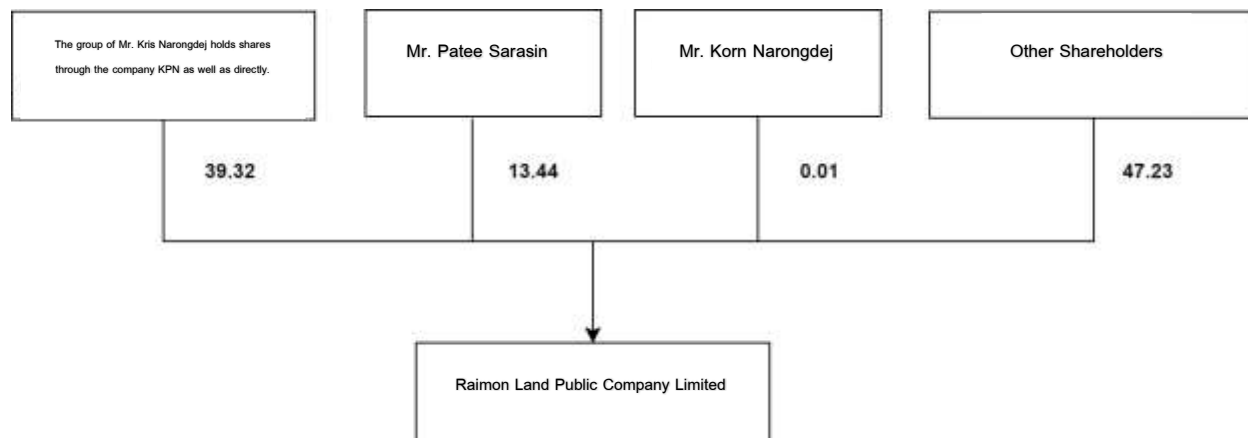 The group of Mr. Kris Narongdej holds shares
through the company KPN as well as directly.
Mr. Patee Sarasin
Mr. Korn Narongdej
Other Shareholders
39.32
13.44
0.01
47.23
Raimon Land Public Company Limited